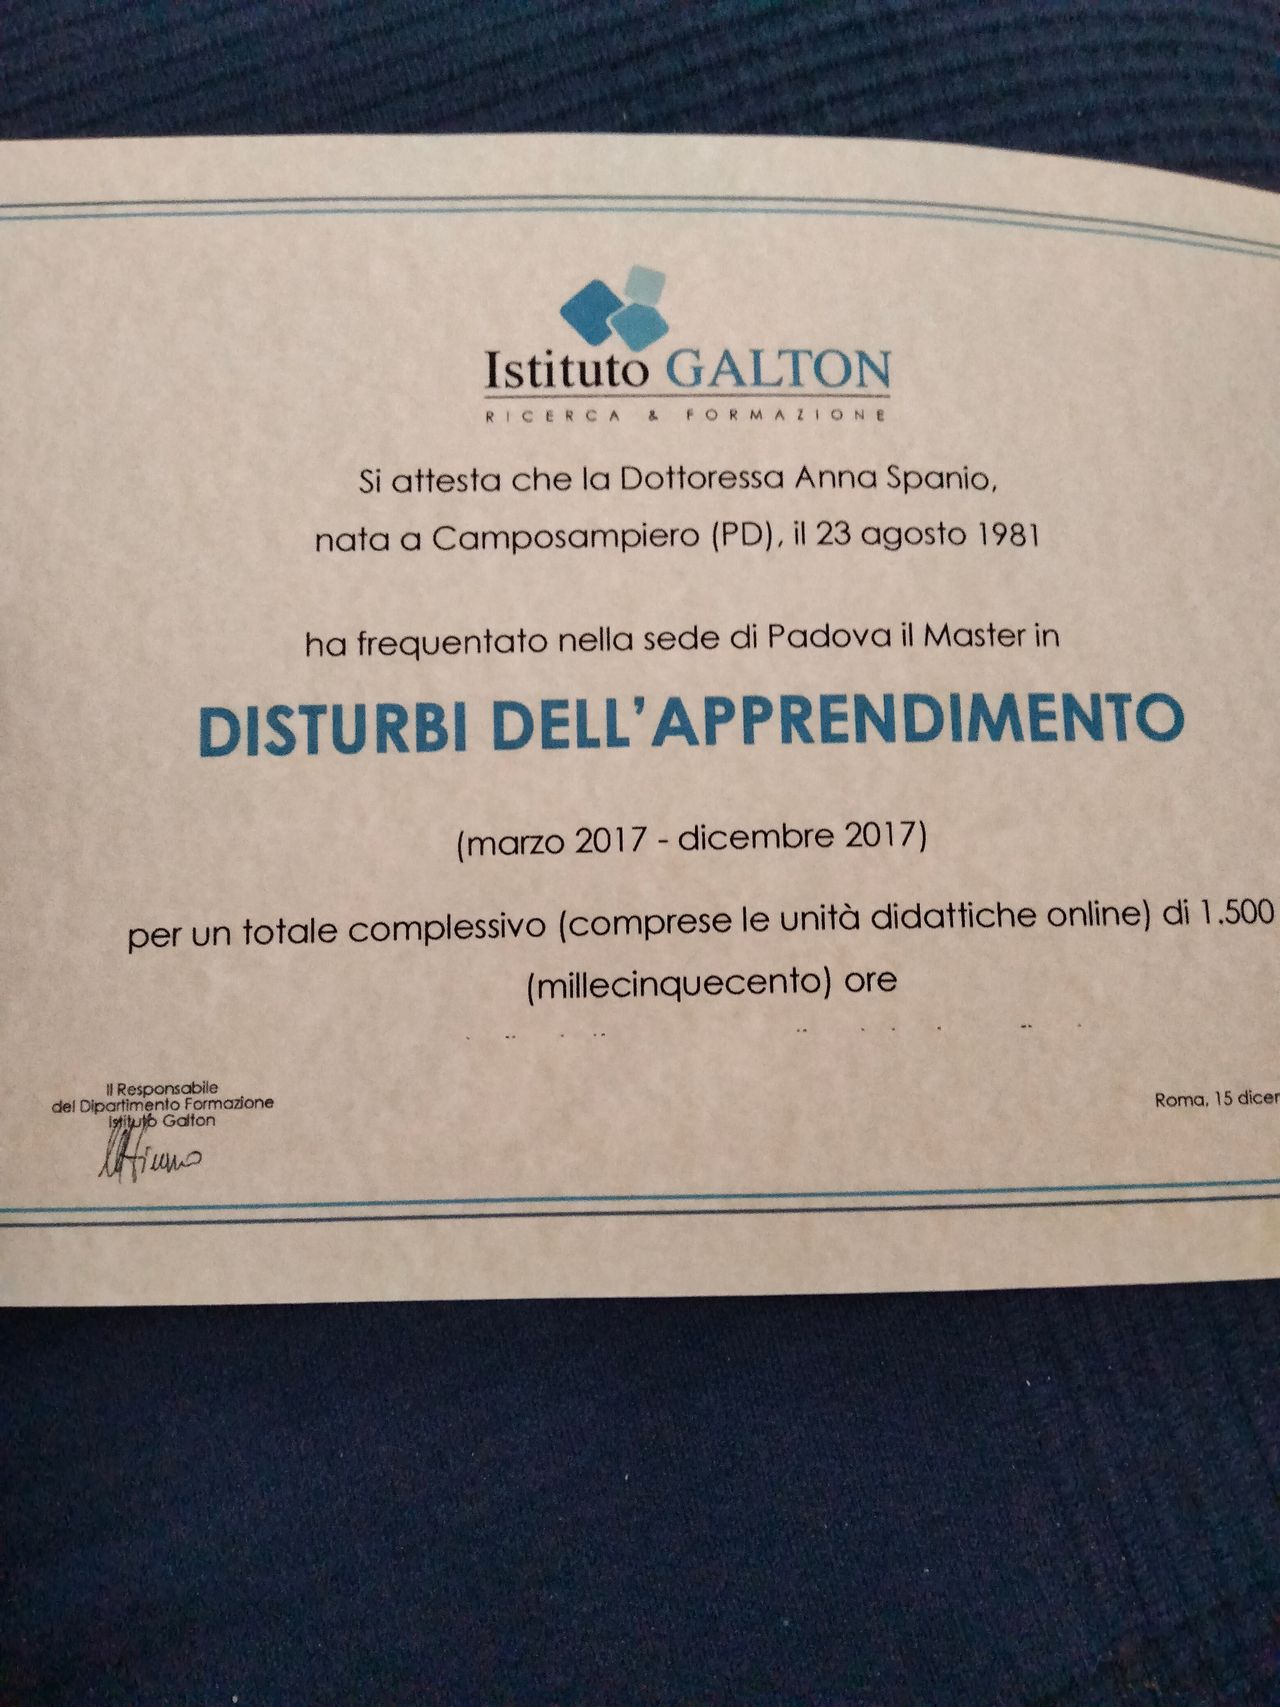 Istituto GALTON
RICERCA & FORMAZIONE
Si attesta che la Dottoressa Anna Spanio,
nata a Camposampiero (PD), il 23 agosto 1981
ha frequentato nella sede di Padova il Master in
DISTURBI DELL'APPRENDIMENTO
(marzo 2017 - dicembre 2017)
per un totale complessivo (comprese le unità didattiche online) di 1.500
(millecinquecento) ore
Il Responsabile
del Dipartimento Formazione
Istituto Galton
Roma, 15 dicem